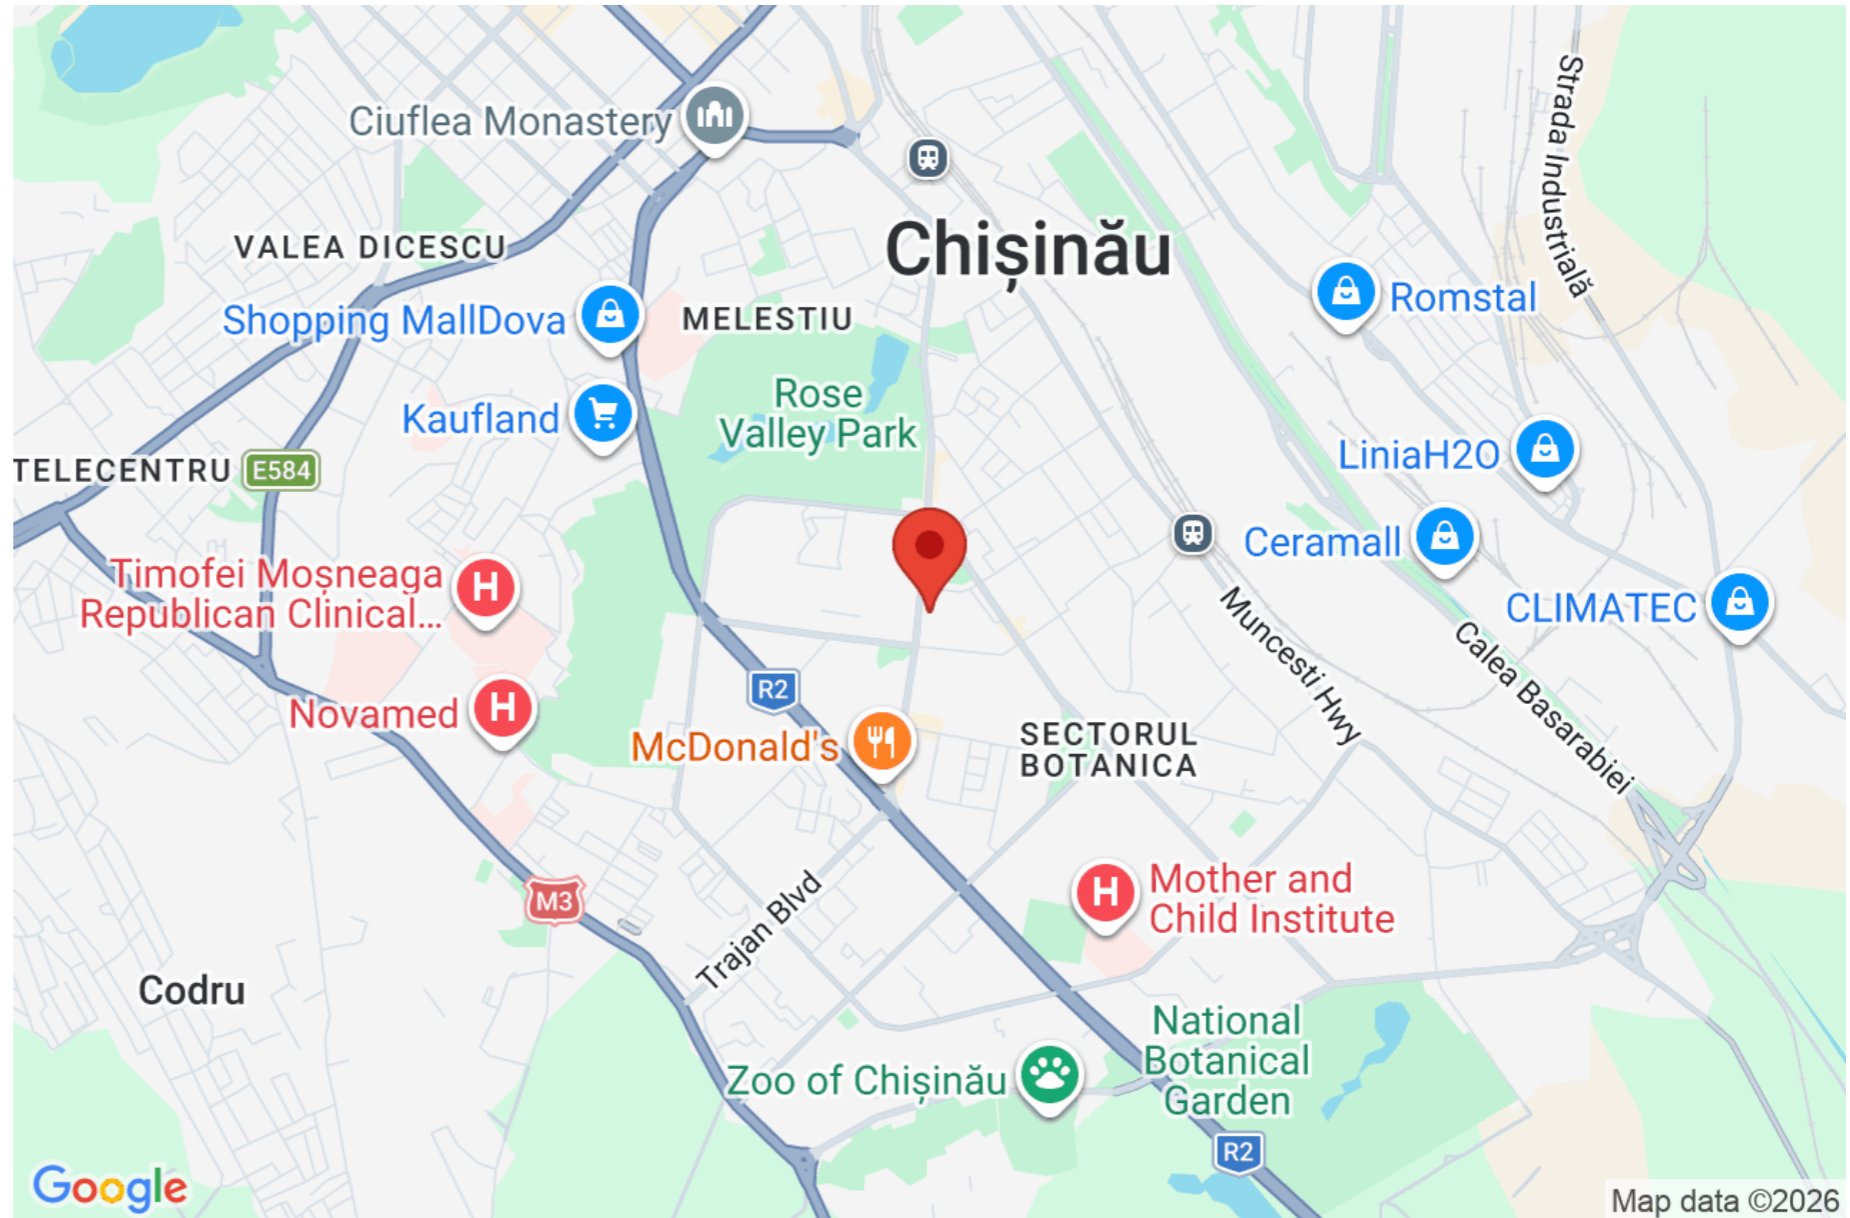 Ciuflea Monastery
Strada Industrială
Chișinău
VALEA DICESCU
Shopping MallDova
MELESTIU
Romstal
Rose
Valley Park
Kaufland
LiniaH2O
TELECENTRU
E584
Ceramall
Timofei Moșneaga
Republican Clinical...
CLIMATEC
Muncesti Hwy
Calea Basarabiei
R2
Novamed
McDonald's
SECTORUL
BOTANICA
M3
Trajan Blvd
Mother and
Child Institute
Codru
National
Botanical
Garden
Zoo of Chișinău
R2
Google
Map data ©2026